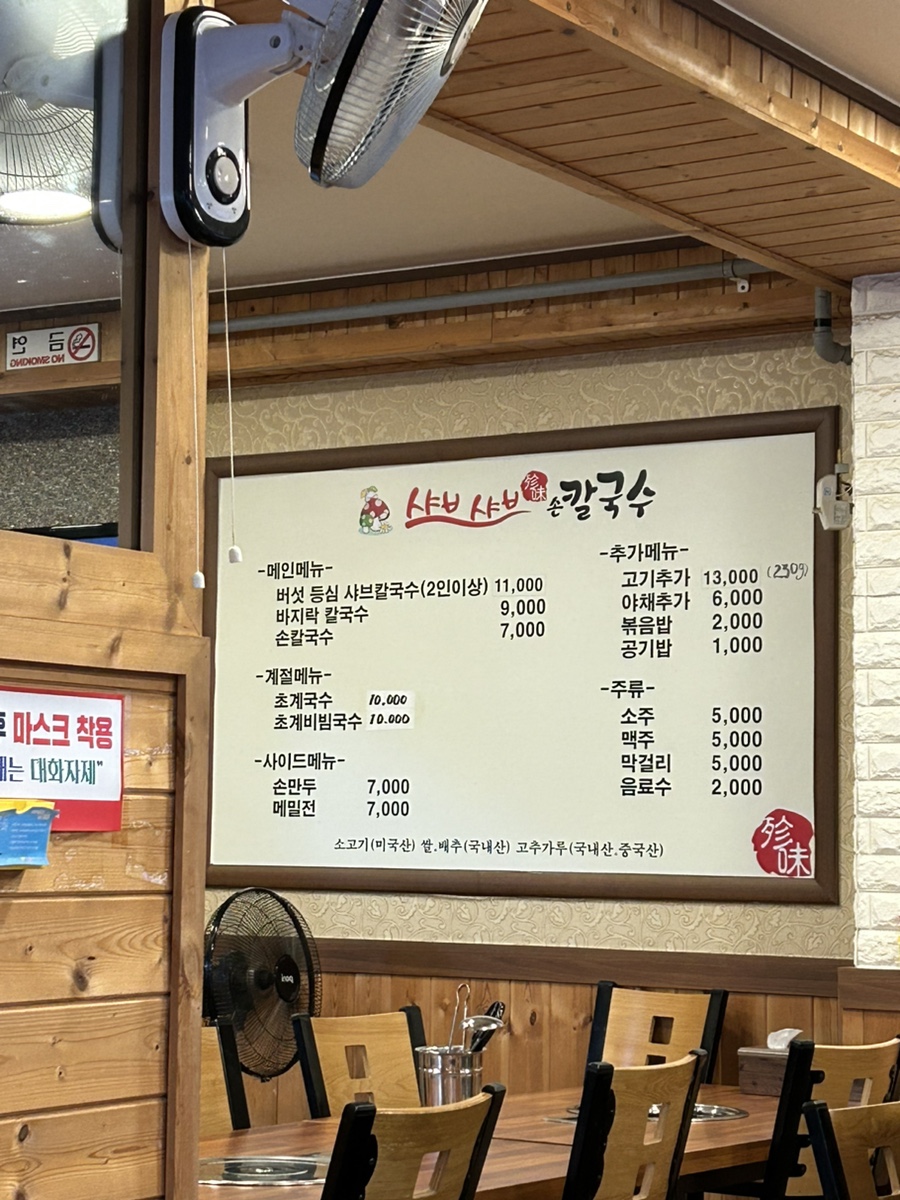 금연
NO SMOKING
마스크 착용
대화자제"
샤브 샤브 珍味 손칼국수
-메인메뉴-
버섯 등심 샤브칼국수(2인이상) 11,000
바지락 칼국수 9,000
손칼국수 7,000
-계절메뉴-
초계국수 10,000
초계비빔국수 10.000
-사이드메뉴-
손만두 7,000
메밀전 7,000
-추가메뉴-
고기추가 13,000 (230g)
야채추가 6,000
볶음밥 2,000
공기밥 1,000
-주류-
소주 5,000
맥주 5,000
막걸리 5,000
음료수 2,000
소고기(미국산) 쌀.배추(국내산) 고추가루(국내산.중국산)
珍味